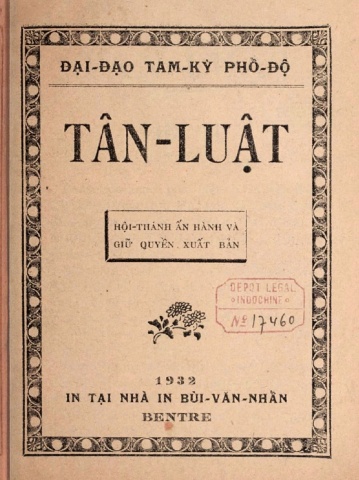 ĐẠI-ĐẠO TAM-KỲ PHỔ-ĐỘ
TÂN-LUẬT
HỘI-THÁNH ẤN HÀNH VÀ
GIỮ QUYỀN XUẤT BẢN
DEPOT LEGAL
INDOCHINE
Nº 17460
1932
IN TẠI NHÀ IN BÙI-VĂN-NHẪN
BENTRE